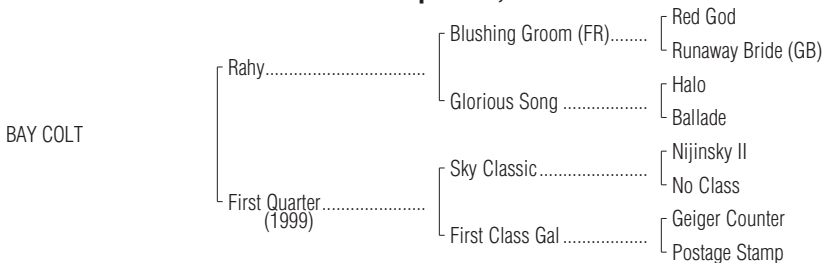 Red God
Blushing Groom (FR)........
Runaway Bride (GB)
Rahy................................
Halo
Glorious Song .................
Ballade
BAY COLT
Nijinsky II
Sky Classic......................
No Class
First Quarter.....................
(1999)
Geiger Counter
First Class Gal .................
Postage Stamp